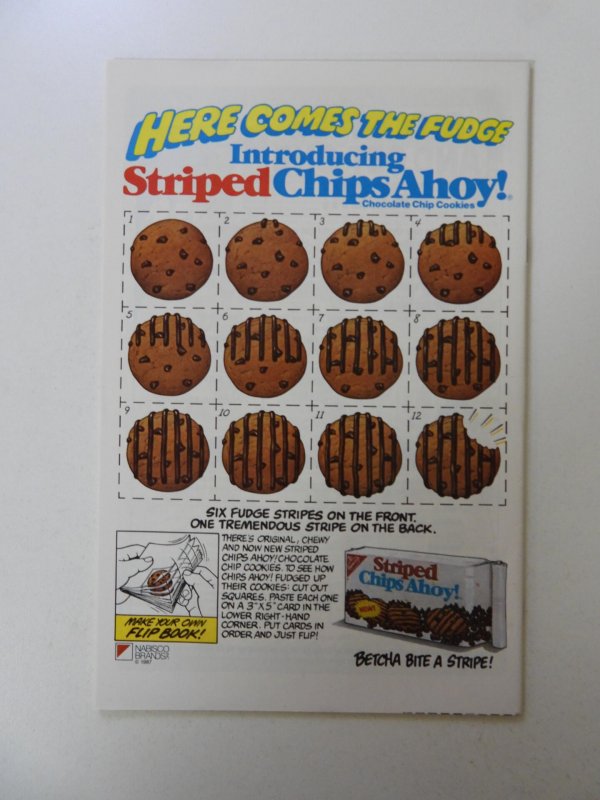 HERE COMES THE FUDGE
Introducing
Striped Chips Ahoy!®
Chocolate Chip Cookies
1 2 3 4
5 6 7 8
9 10 11 12
SIX FUDGE STRIPES ON THE FRONT.
ONE TREMENDOUS STRIPE ON THE BACK.
THERE'S ORIGINAL, CHEWY
AND NOW NEW STRIPED
CHIPS AHOY! CHOCOLATE
CHIP COOKIES. TO SEE HOW
CHIPS AHOY! FUDGED UP
THEIR COOKIES: CUT OUT
SQUARES. PASTE EACH ONE
ON A 3"X5" CARD IN THE
LOWER RIGHT-HAND
CORNER. PUT CARDS IN
ORDER AND JUST FLIP!
MAKE YOUR OWN
FLIP BOOK!
NABISCO
BRANDS
© 1987
Striped
Chips Ahoy!
NEW!
BETCHA BITE A STRIPE!